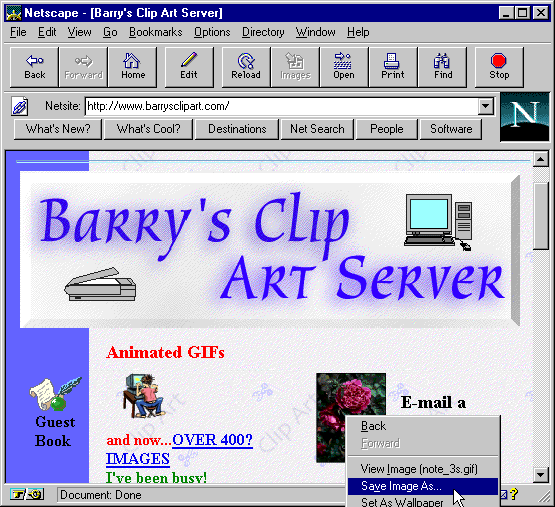 Netscape - [Barry's Clip Art Server]
File Edit View Go Bookmarks Options Directory Window Help
Back Forward Home Edit Reload Images Open Print Find Stop
Netsite: http://www.barrysclipart.com/
N
What's New? What's Cool? Destinations Net Search People Software
Barry's Clip
Art Server
Animated GIFs
Guest
Book
E-mail a
and now...OVER 400?
IMAGES
I've been busy!
Back
Forward
View Image (note_3s.gif)
Save Image As...
Set As Wallpaper
Clip Art
Document: Done